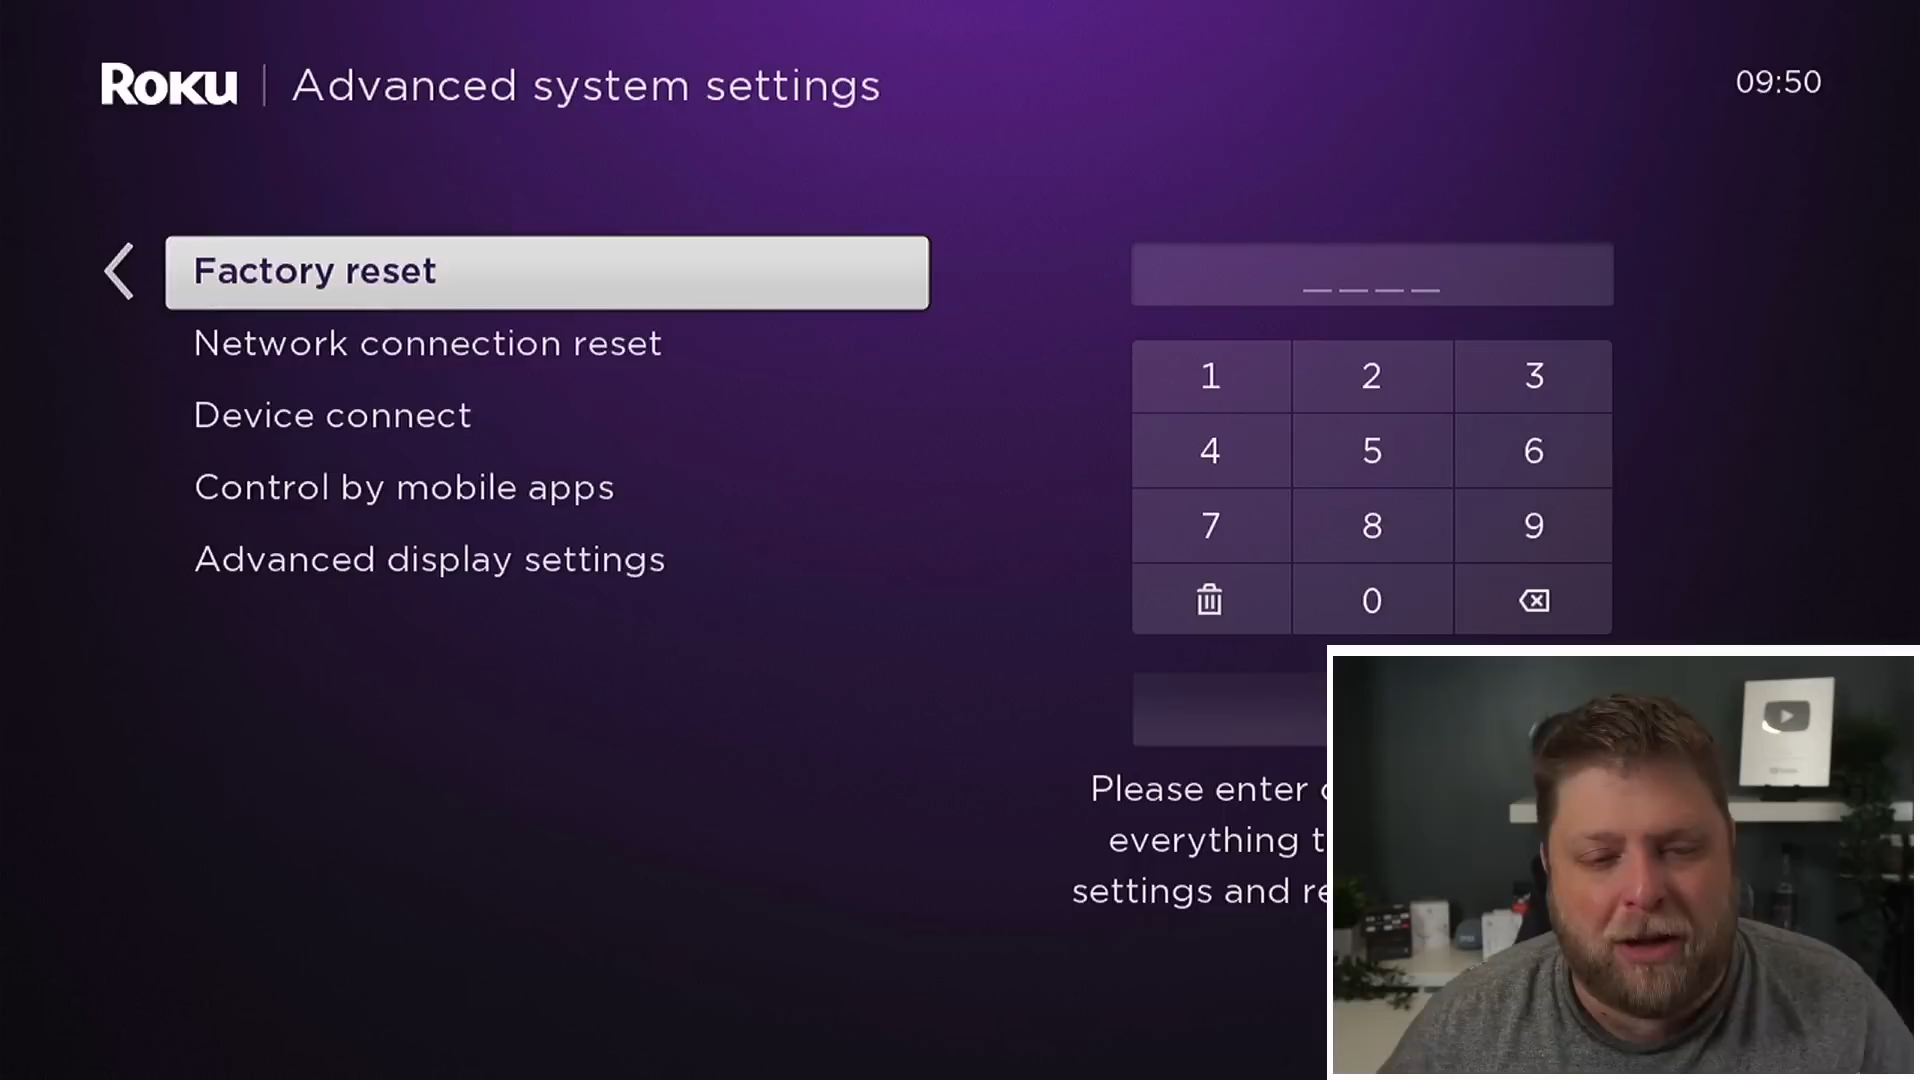 Roku | Advanced system settings
09:50
Factory reset
Network connection reset
Device connect
Control by mobile apps
Advanced display settings
_ _ _ _
1 2 3
4 5 6
7 8 9
0
Please enter
everything
settings and